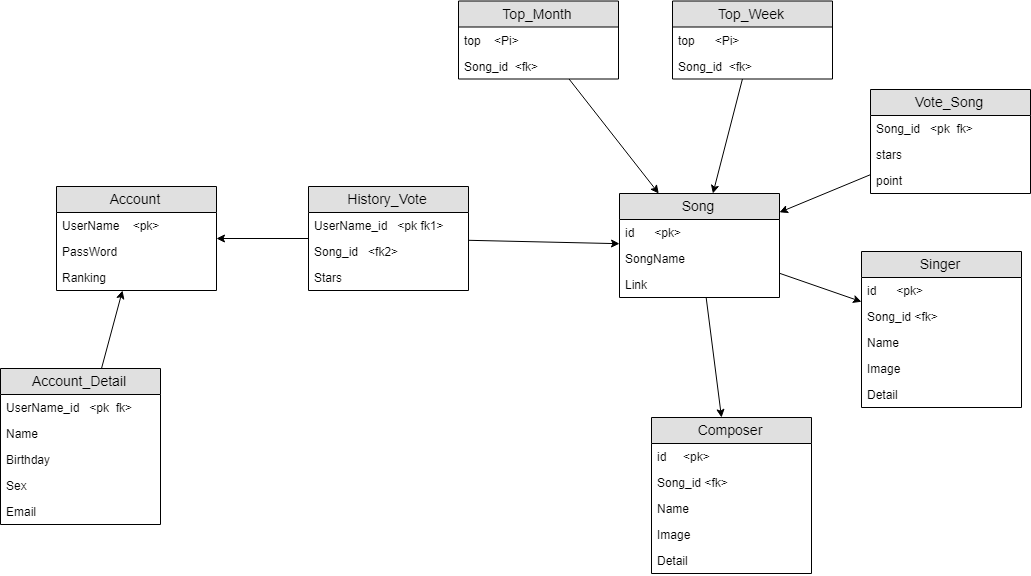 Top_Month
top <Pi>
Song_id <fk>
Top_Week
top <Pi>
Song_id <fk>
Vote_Song
Song_id <pk fk>
stars
point
Account
UserName <pk>
PassWord
Ranking
History_Vote
UserName_id <pk fk1>
Song_id <fk2>
Stars
Song
id <pk>
SongName
Link
Singer
id <pk>
Song_id <fk>
Name
Image
Detail
Account_Detail
UserName_id <pk fk>
Name
Birthday
Sex
Email
Composer
id <pk>
Song_id <fk>
Name
Image
Detail